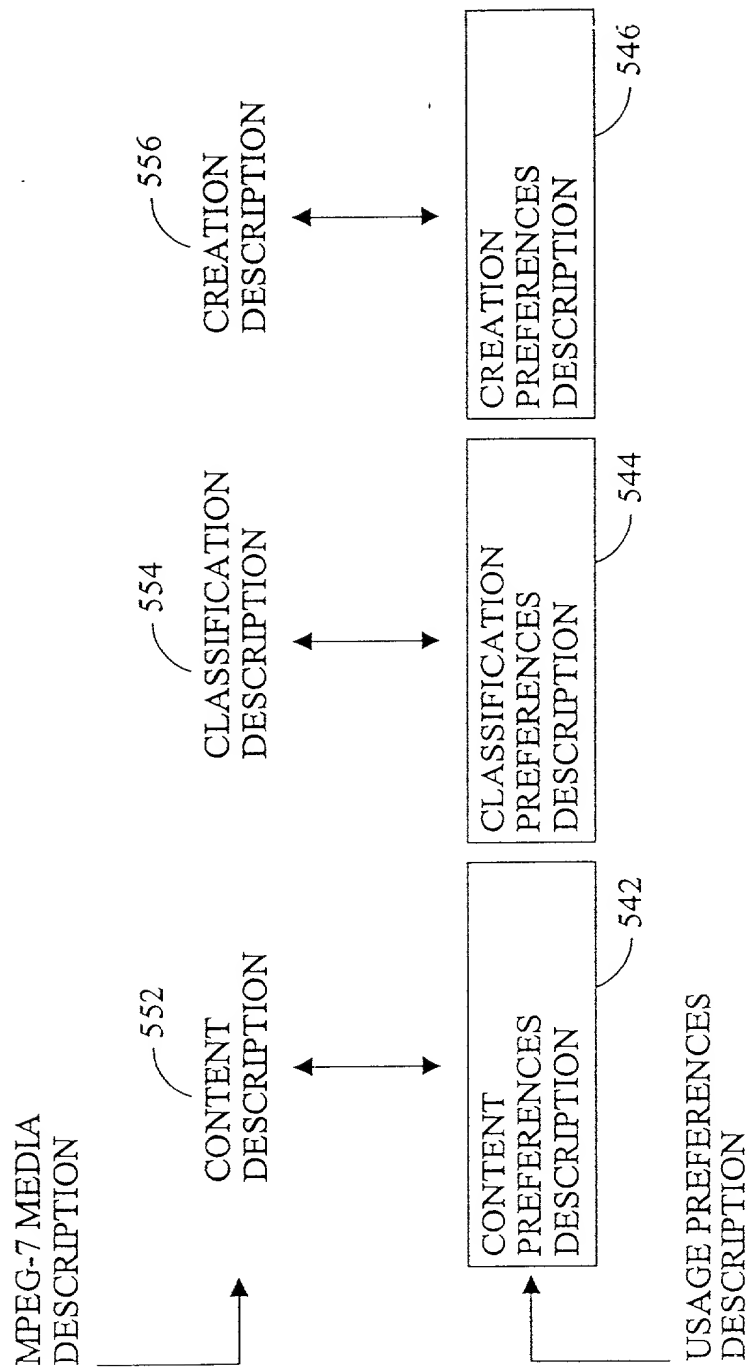 MPEG-7 MEDIA
DESCRIPTION
552
CONTENT
DESCRIPTION
554
CLASSIFICATION
DESCRIPTION
556
CREATION
DESCRIPTION
CONTENT
PREFERENCES
DESCRIPTION
542
CLASSIFICATION
PREFERENCES
DESCRIPTION
544
CREATION
PREFERENCES
DESCRIPTION
546
USAGE PREFERENCES
DESCRIPTION